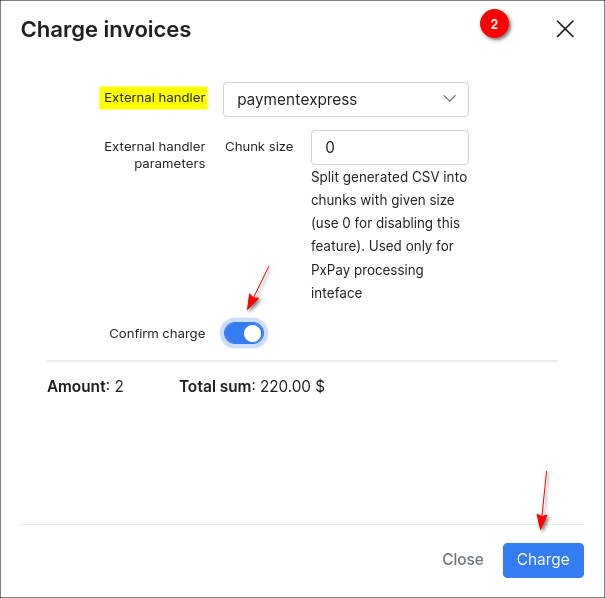 Charge invoices
2
External handler
paymentexpress
External handler
parameters
Chunk size
0
Split generated CSV into
chunks with given size
(use 0 for disabling this
feature). Used only for
PxPay processing
inteface
Confirm charge
Amount: 2
Total sum: 220.00 $
Close
Charge